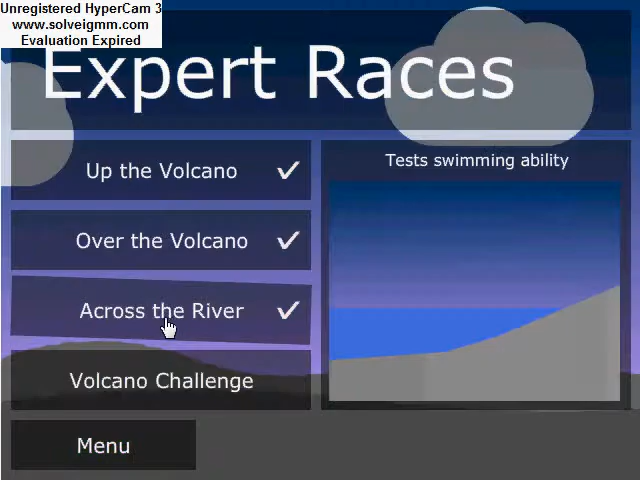 Unregistered HyperCam 3
www.solveigmm.com
Evaluation Expired
Expert Races
Up the Volcano
Over the Volcano
Across the River
Volcano Challenge
Menu
Tests swimming ability